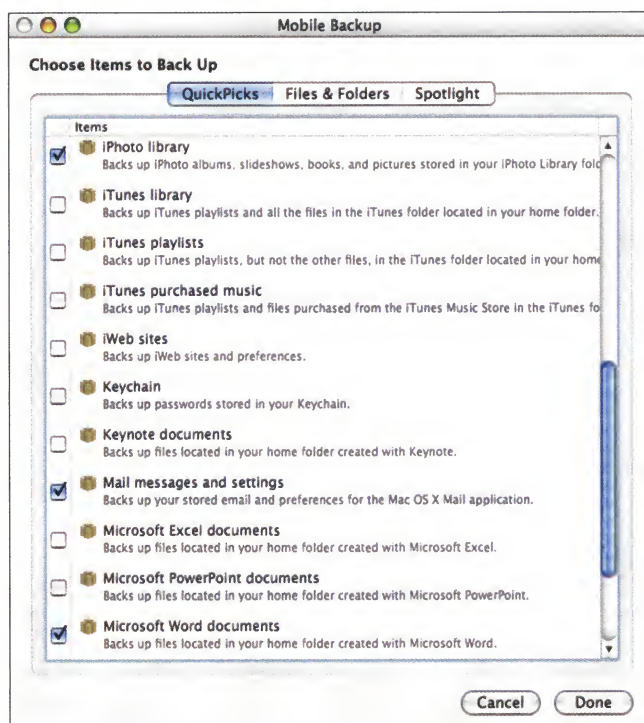 Mobile Backup
Choose Items to Back Up
QuickPicks Files & Folders Spotlight
Items
iPhoto library
Backs up iPhoto albums, slideshows, books, and pictures stored in your iPhoto Library folc
iTunes library
Backs up iTunes playlists and all the files in the iTunes folder located in your home folder.
iTunes playlists
Backs up iTunes playlists, but not the other files, in the iTunes folder located in your home
iTunes purchased music
Backs up iTunes playlists and files purchased from the iTunes Music Store in the iTunes fo
iWeb sites
Backs up iWeb sites and preferences.
Keychain
Backs up passwords stored in your Keychain.
Keynote documents
Backs up files located in your home folder created with Keynote.
Mail messages and settings
Backs up your stored email and preferences for the Mac OS X Mail application.
Microsoft Excel documents
Backs up files located in your home folder created with Microsoft Excel.
Microsoft PowerPoint documents
Backs up files located in your home folder created with Microsoft PowerPoint.
Microsoft Word documents
Backs up files located in your home folder created with Microsoft Word.
Cancel Done